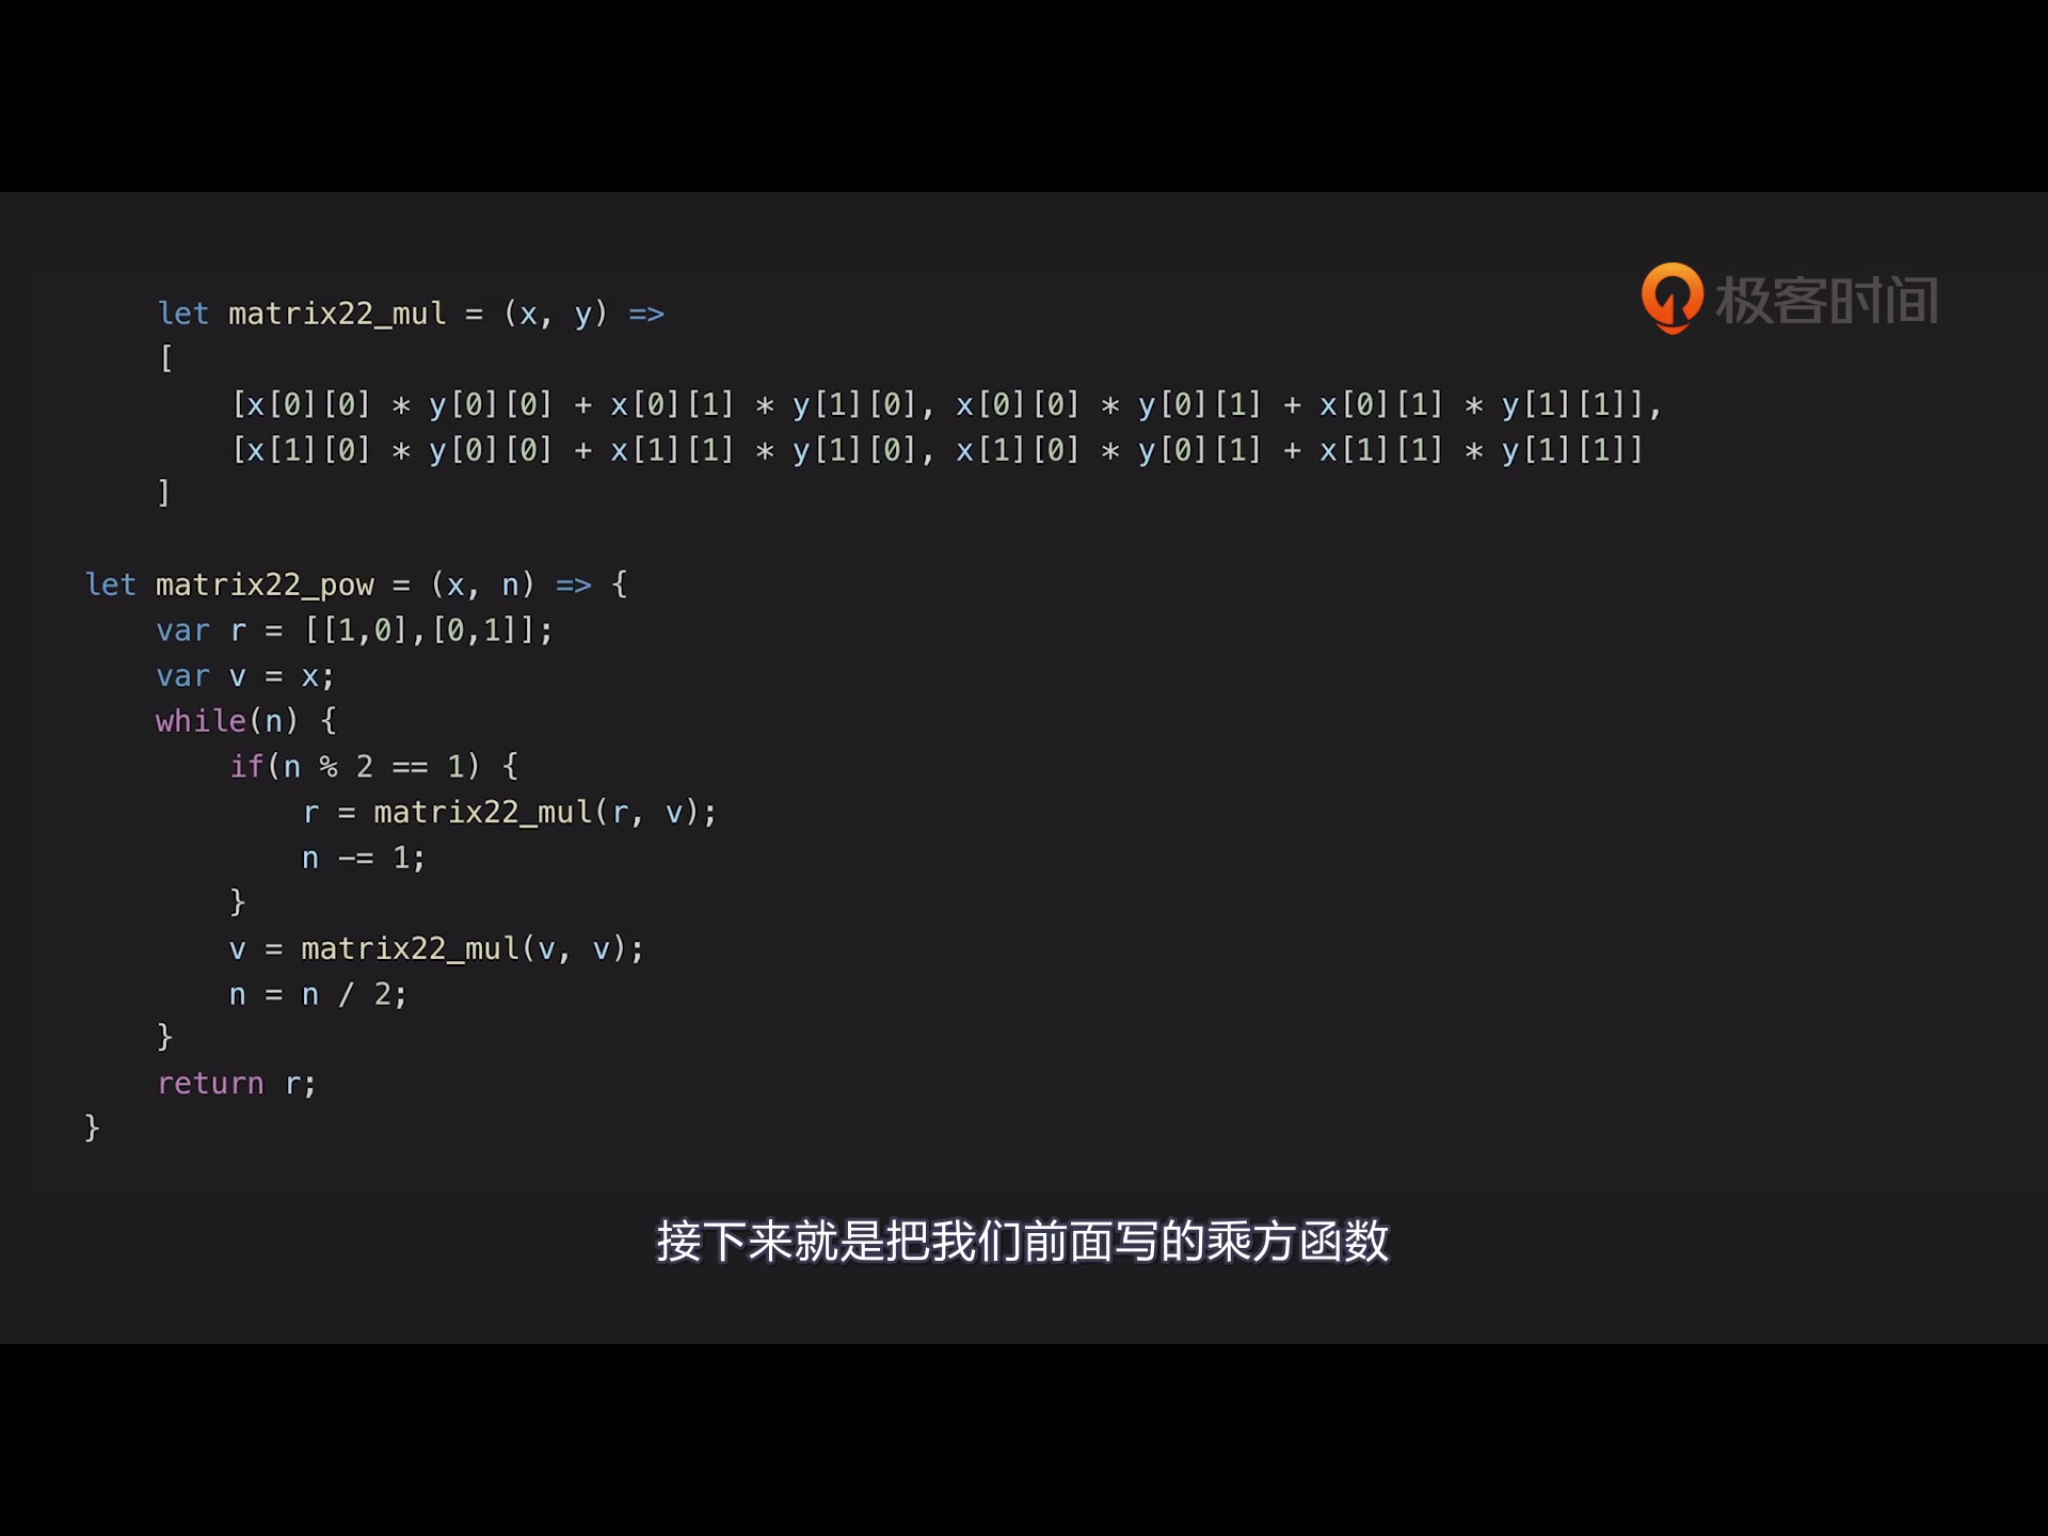 极客时间
let matrix22_mul = (x, y) =>
[
[x[0][0] * y[0][0] + x[0][1] * y[1][0], x[0][0] * y[0][1] + x[0][1] * y[1][1]],
[x[1][0] * y[0][0] + x[1][1] * y[1][0], x[1][0] * y[0][1] + x[1][1] * y[1][1]]
]
let matrix22_pow = (x, n) => {
var r = [[1,0],[0,1]];
var v = x;
while(n) {
if(n % 2 == 1) {
r = matrix22_mul(r, v);
n -= 1;
}
v = matrix22_mul(v, v);
n = n / 2;
}
return r;
}
接下来就是把我们前面写的乘方函数